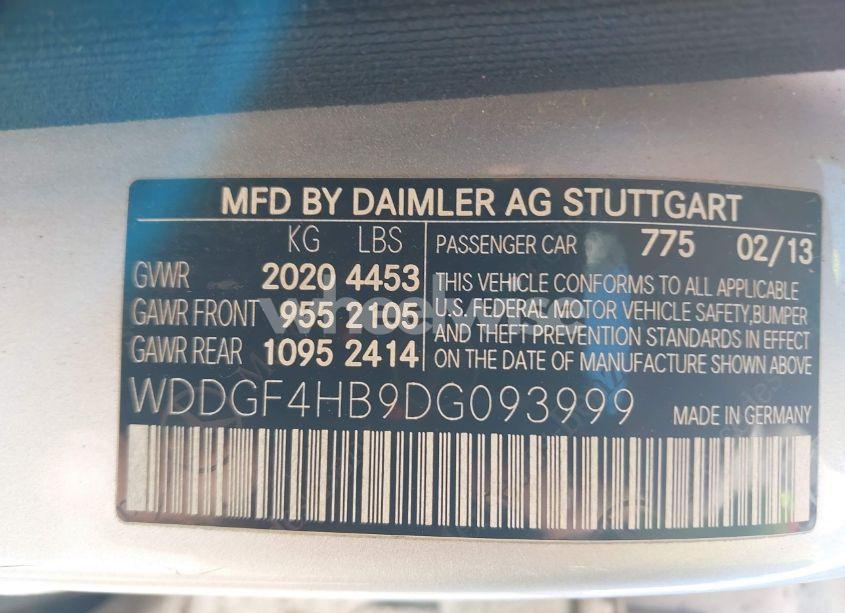 MFD BY DAIMLER AG STUTTGART
KG LBS
GVWR 2020 4453
GAWR FRONT 955 2105
GAWR REAR 1095 2414
PASSENGER CAR 775 02/13
THIS VEHICLE CONFORMS TO ALL APPLICABLE
U.S. FEDERAL MOTOR VEHICLE SAFETY,BUMPER
AND THEFT PREVENTION STANDARDS IN EFFECT
ON THE DATE OF MANUFACTURE SHOWN ABOVE
WDDGF4HB9DG093999 MADE IN GERMANY